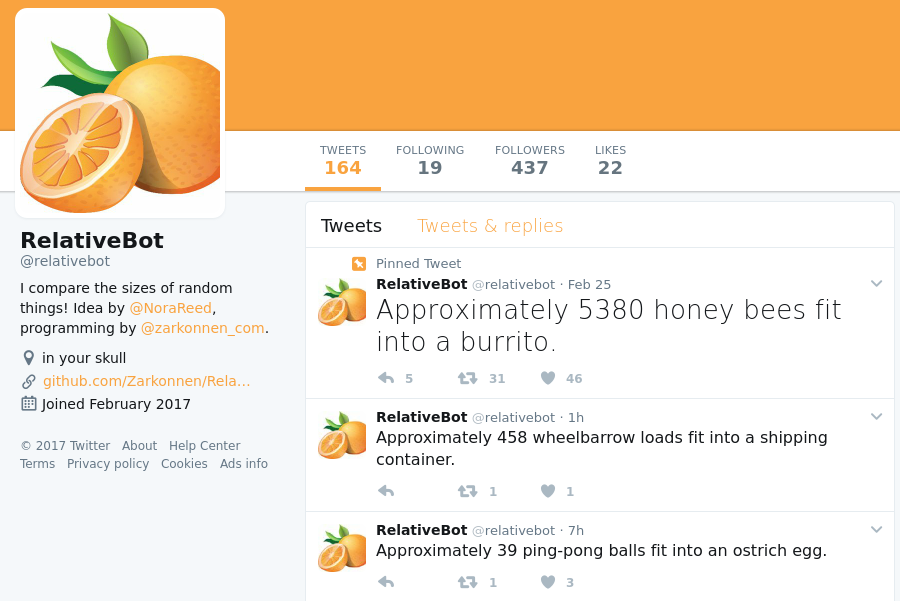 TWEETS FOLLOWING FOLLOWERS LIKES
164 19 437 22
RelativeBot
@relativebot
I compare the sizes of random
things! Idea by @NoraReed,
programming by @zarkonnen_com.
in your skull
github.com/Zarkonnen/Rela...
Joined February 2017
© 2017 Twitter About Help Center
Terms Privacy policy Cookies Ads info
Tweets Tweets & replies
Pinned Tweet
RelativeBot @relativebot · Feb 25
Approximately 5380 honey bees fit
into a burrito.
5 31 46
RelativeBot @relativebot · 1h
Approximately 458 wheelbarrow loads fit into a shipping
container.
1 1
RelativeBot @relativebot · 7h
Approximately 39 ping-pong balls fit into an ostrich egg.
1 3